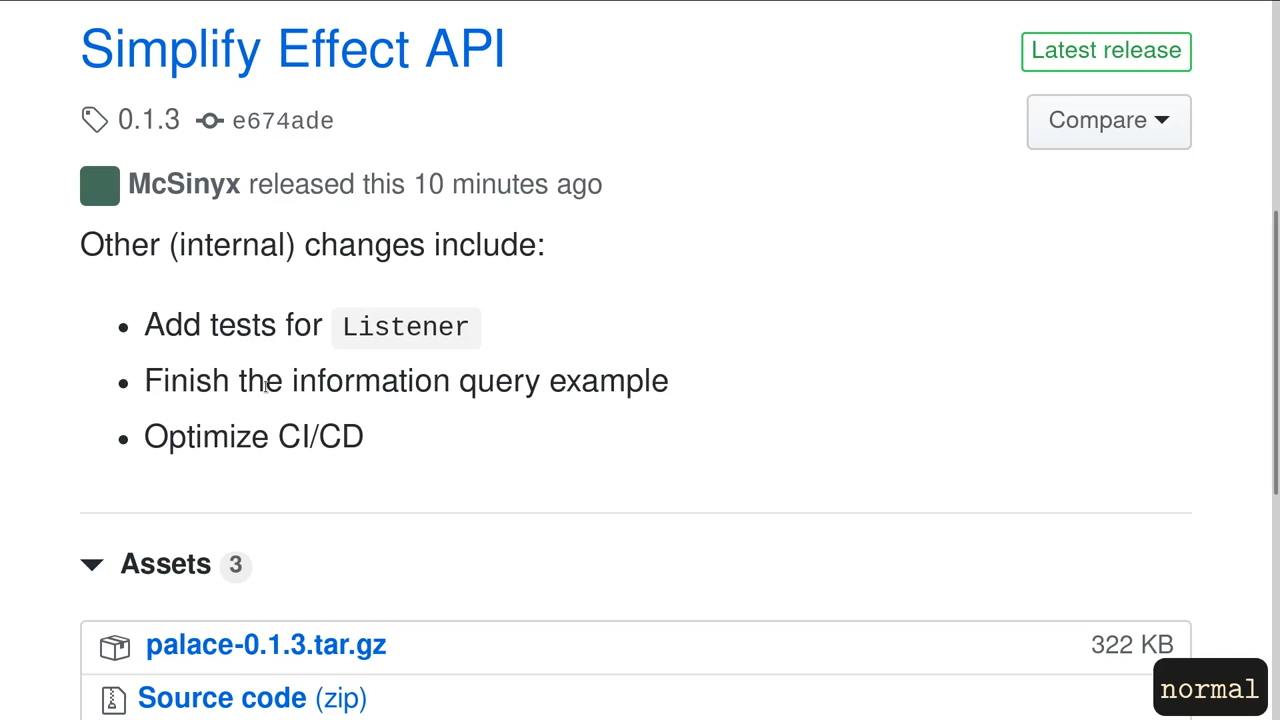 Simplify Effect API
Latest release
0.1.3 e674ade
Compare
McSinyx released this 10 minutes ago
Other (internal) changes include:
Add tests for Listener
Finish the information query example
Optimize CI/CD
Assets 3
palace-0.1.3.tar.gz 322 KB
Source code (zip)
normal